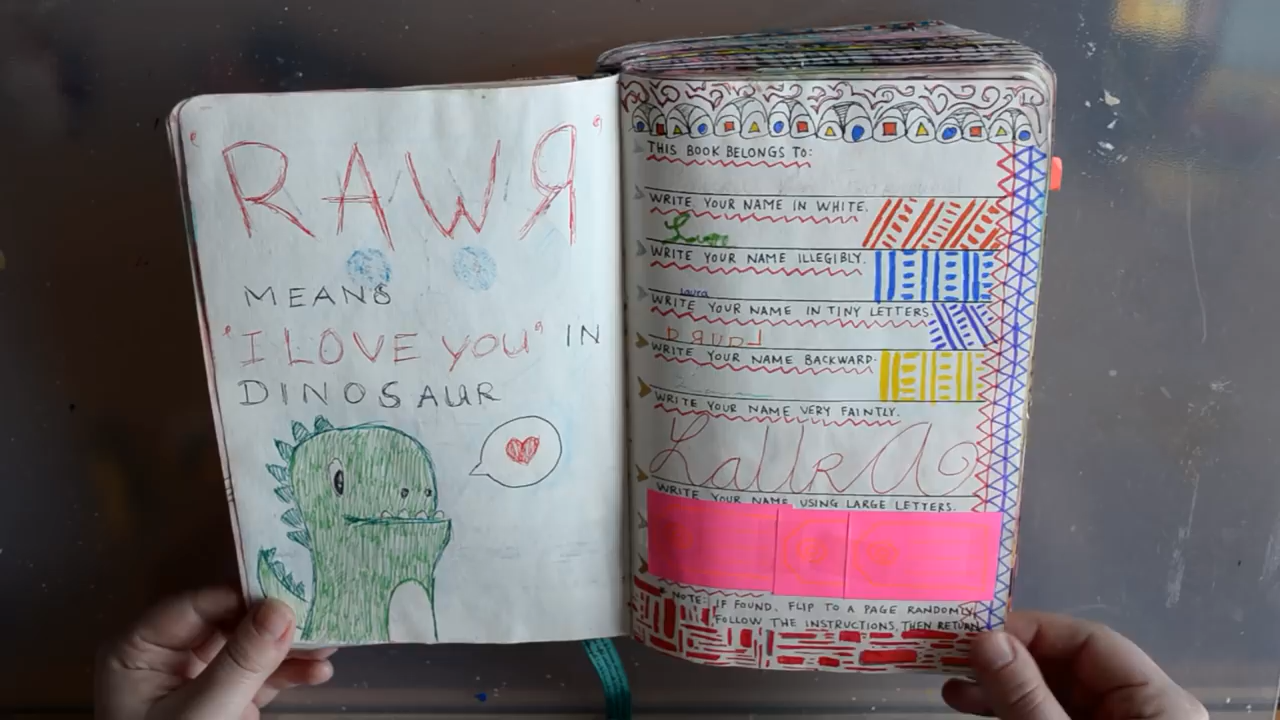 "RAWR"
MEANS
"I LOVE YOU" IN
DINOSAUR
THIS BOOK BELONGS TO:
WRITE YOUR NAME IN WHITE.
WRITE YOUR NAME ILLEGIBLY.
Laura
WRITE YOUR NAME IN TINY LETTERS.
WRITE YOUR NAME BACKWARD.
WRITE YOUR NAME VERY FAINTLY.
LauRA
WRITE YOUR NAME USING LARGE LETTERS.
NOTE: IF FOUND, FLIP TO A PAGE RANDOMLY,
FOLLOW THE INSTRUCTIONS, THEN RETURN.